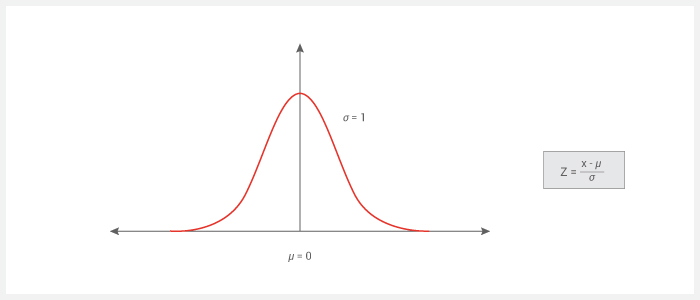 σ = 1
Z = x - μ / σ
μ = 0